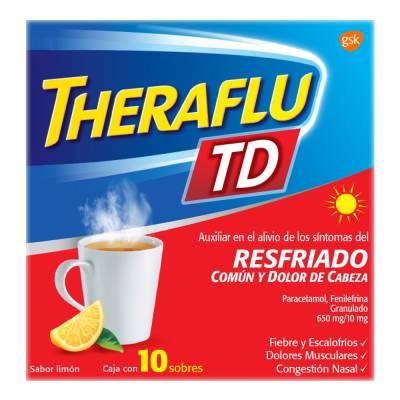 gsk
THERAFLU
TD
Auxiliar en el alivio de los síntomas del
RESFRIADO
COMÚN Y DOLOR DE CABEZA
Paracetamol, Fenilefrina
Granulado
650 mg/10 mg
Fiebre y Escalofríos ✓
Dolores Musculares ✓
Congestión Nasal ✓
Sabor limón
Caja con 10 sobres